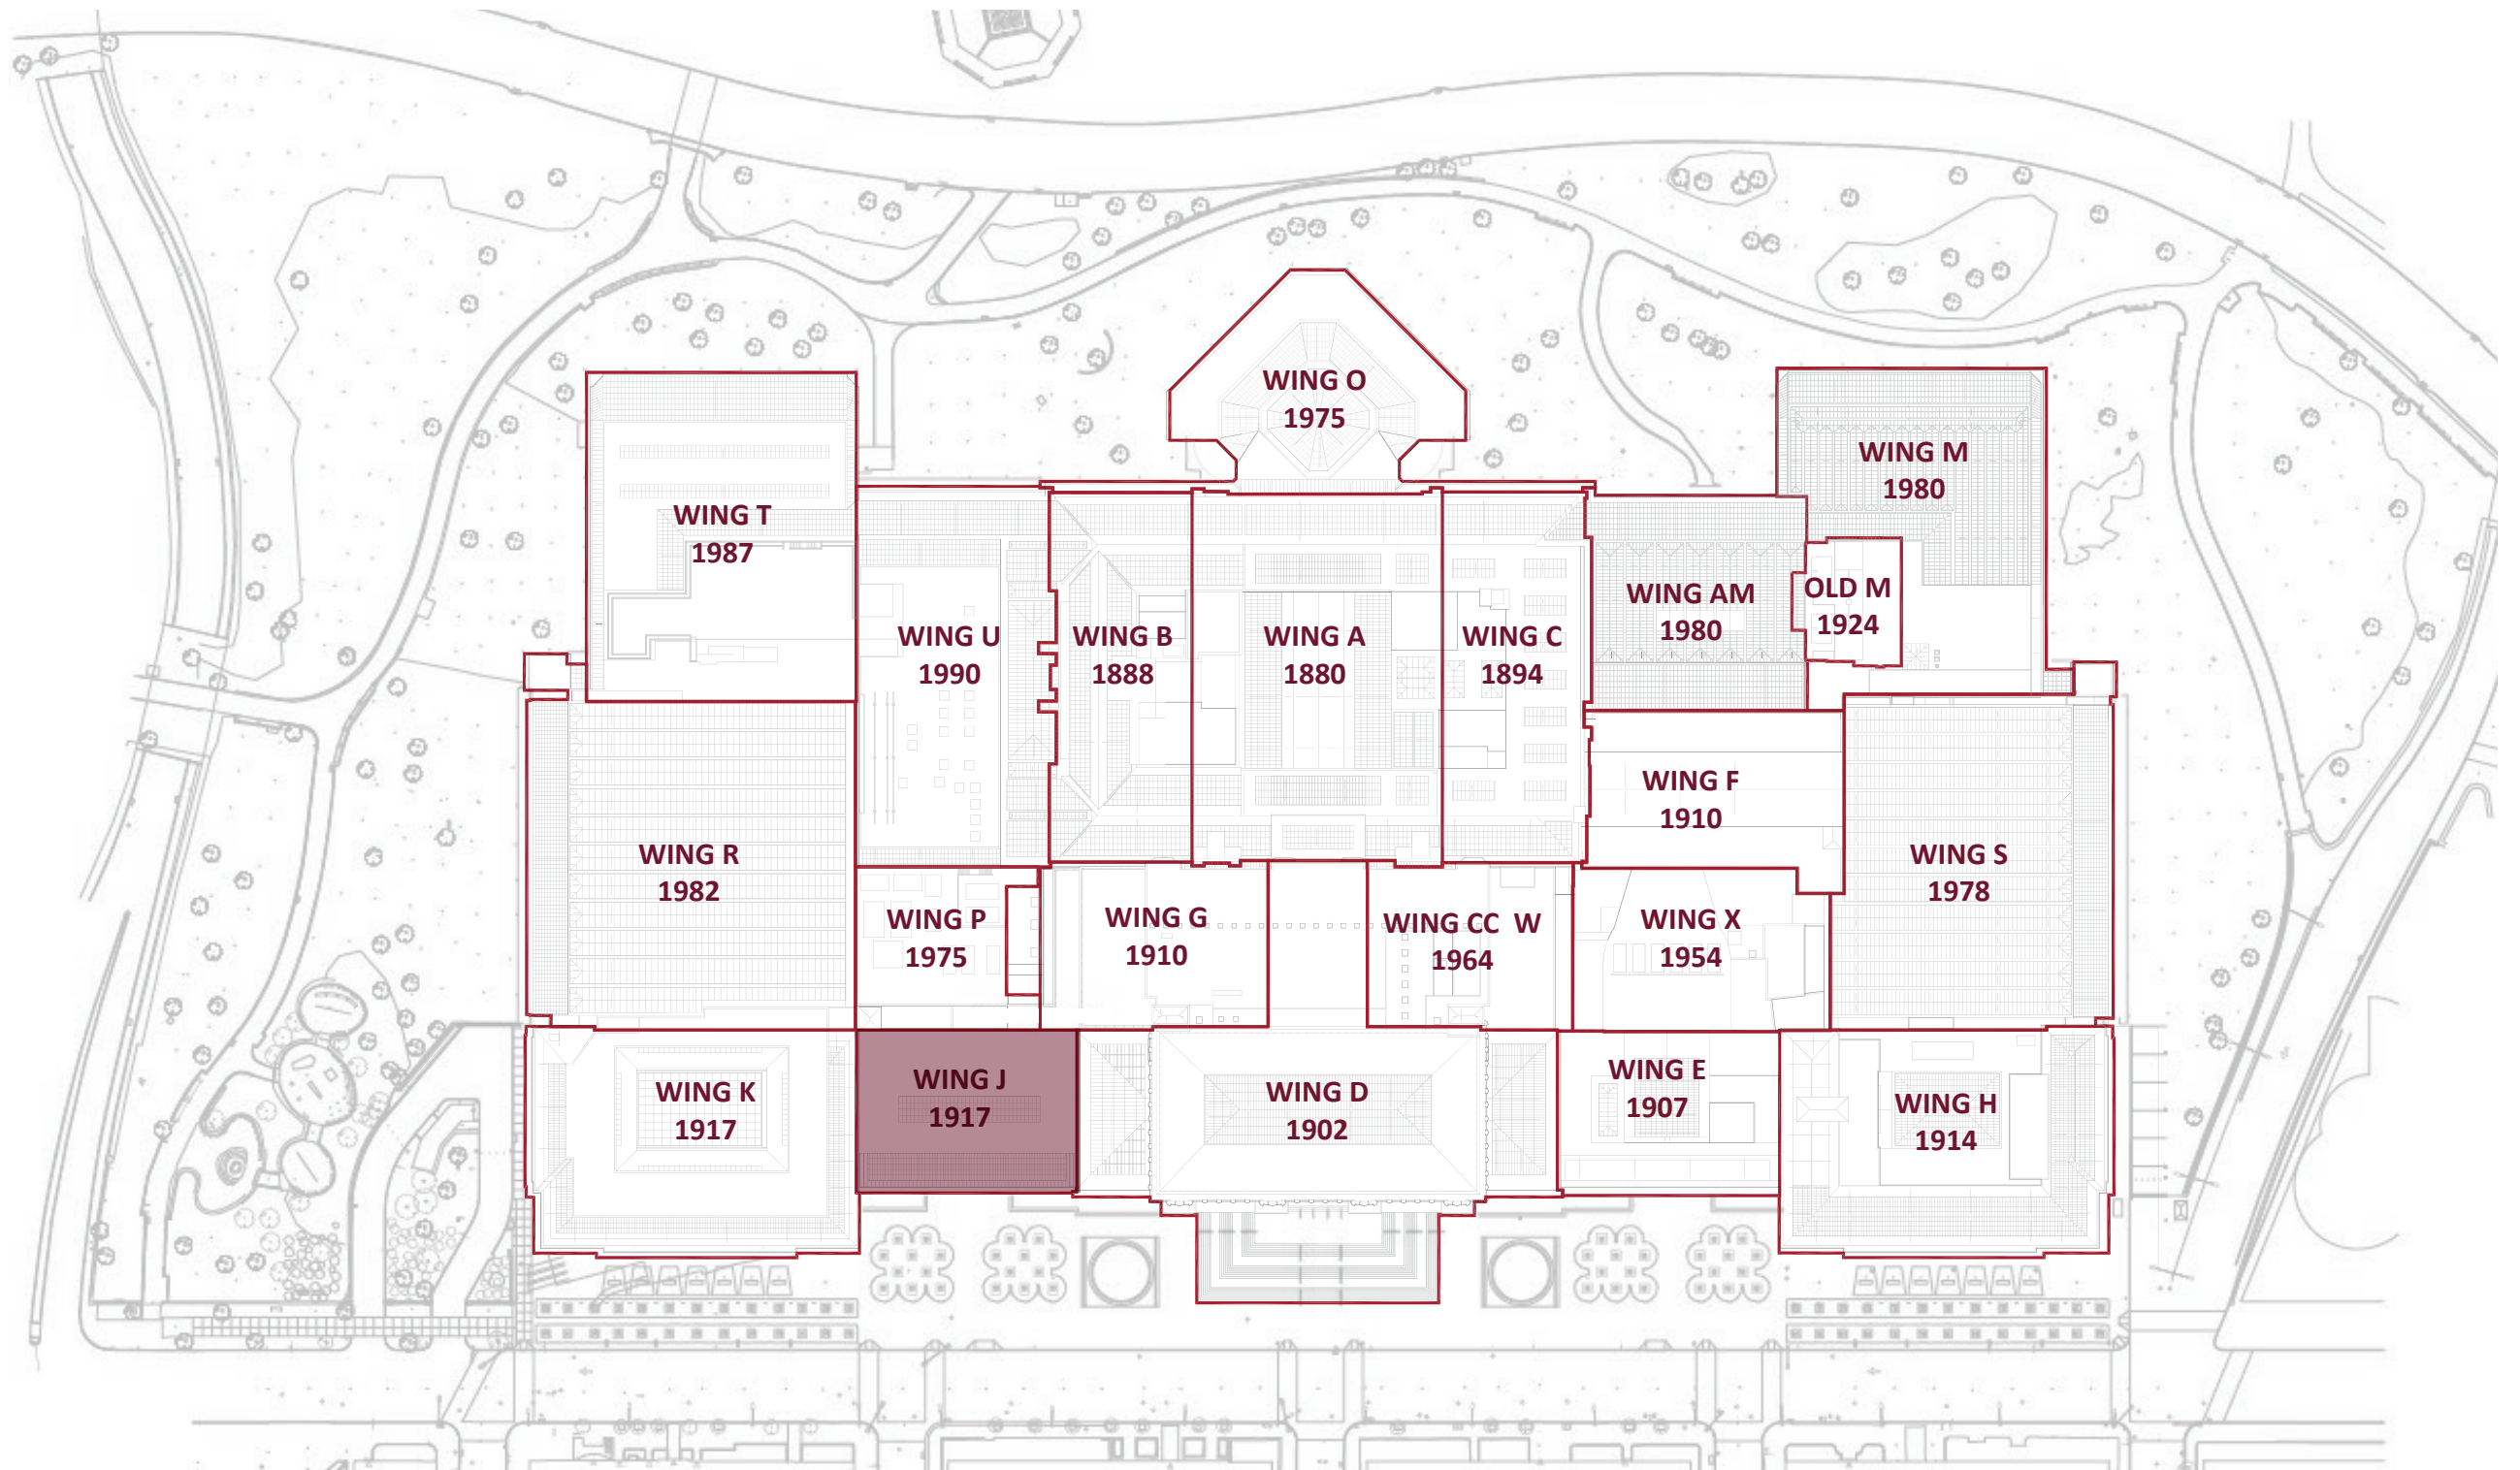 WING O
1975
WING M
1980
WING T
1987
WING AM
1980
OLD M
1924
WING U
1990
WING B
1888
WING A
1880
WING C
1894
WING F
1910
WING R
1982
WING S
1978
WING P
1975
WING G
1910
WING CC W
1964
WING X
1954
WING K
1917
WING J
1917
WING D
1902
WING E
1907
WING H
1914